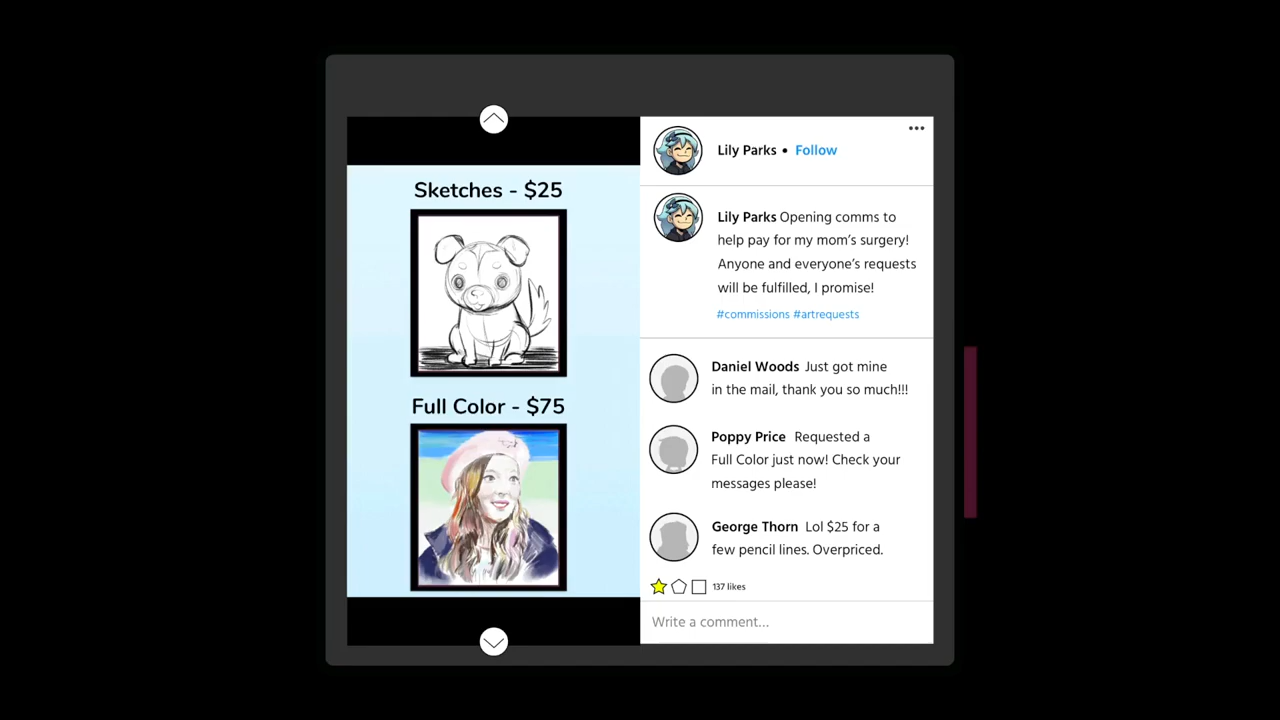 Sketches - $25
Full Color - $75
Lily Parks • Follow
Lily Parks Opening comms to
help pay for my mom’s surgery!
Anyone and everyone’s requests
will be fulfilled, I promise!
#commissions #artrequests
Daniel Woods Just got mine
in the mail, thank you so much!!!
Poppy Price Requested a
Full Color just now! Check your
messages please!
George Thorn Lol $25 for a
few pencil lines. Overpriced.
137 likes
Write a comment...